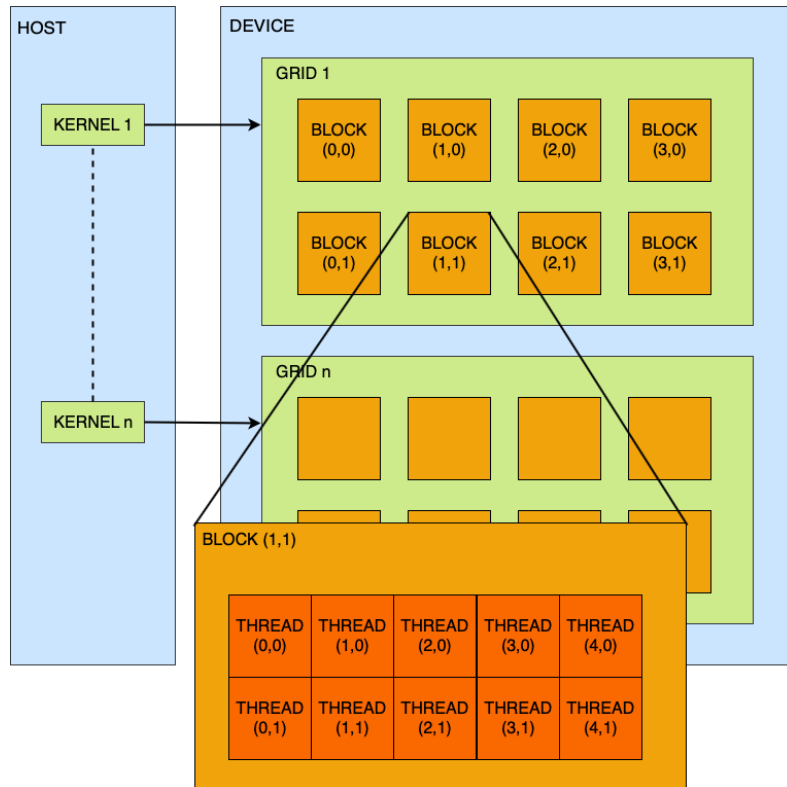 HOST
DEVICE
GRID 1
KERNEL 1
BLOCK
(0,0)
BLOCK
(1,0)
BLOCK
(2,0)
BLOCK
(3,0)
BLOCK
(0,1)
BLOCK
(1,1)
BLOCK
(2,1)
BLOCK
(3,1)
GRID n
KERNEL n
BLOCK (1,1)
THREAD
(0,0)
THREAD
(1,0)
THREAD
(2,0)
THREAD
(3,0)
THREAD
(4,0)
THREAD
(0,1)
THREAD
(1,1)
THREAD
(2,1)
THREAD
(3,1)
THREAD
(4,1)